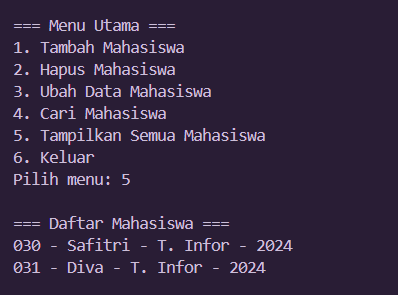 === Menu Utama ===
1. Tambah Mahasiswa
2. Hapus Mahasiswa
3. Ubah Data Mahasiswa
4. Cari Mahasiswa
5. Tampilkan Semua Mahasiswa
6. Keluar
Pilih menu: 5
=== Daftar Mahasiswa ===
030 - Safitri - T. Infor - 2024
031 - Diva - T. Infor - 2024